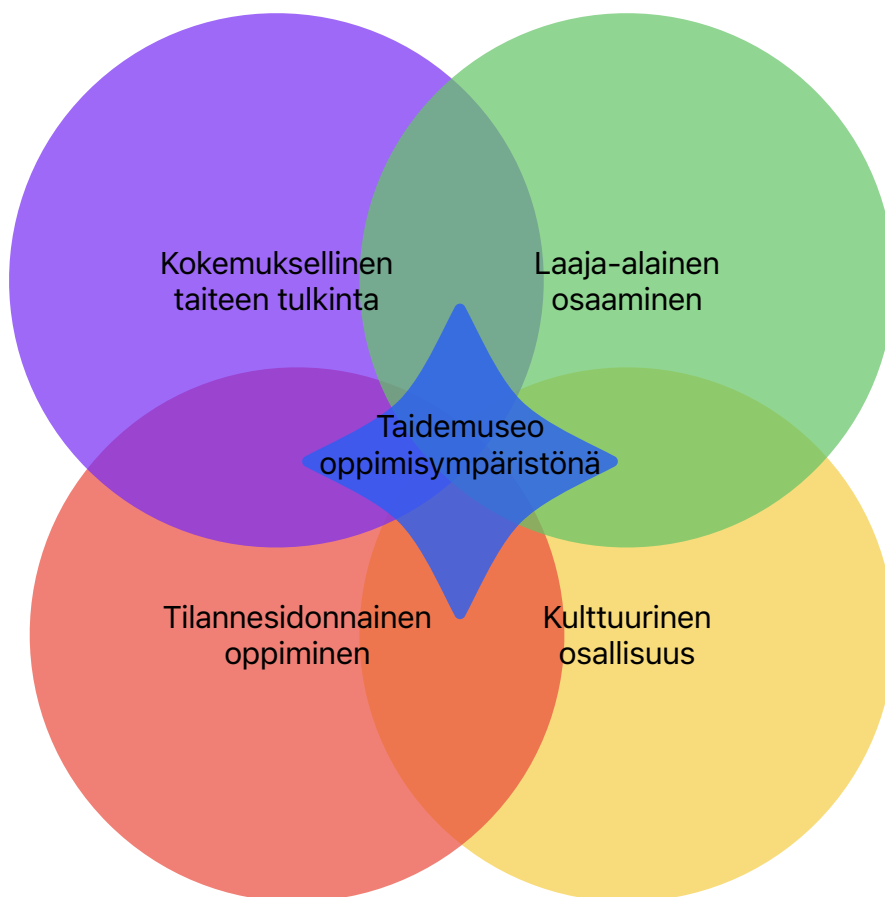 Kokemuksellinen
taiteen tulkinta
Laaja-alainen
osaaminen
Taidemuseo
oppimisympäristönä
Tilannesidonnainen
oppiminen
Kulttuurinen
osallisuus